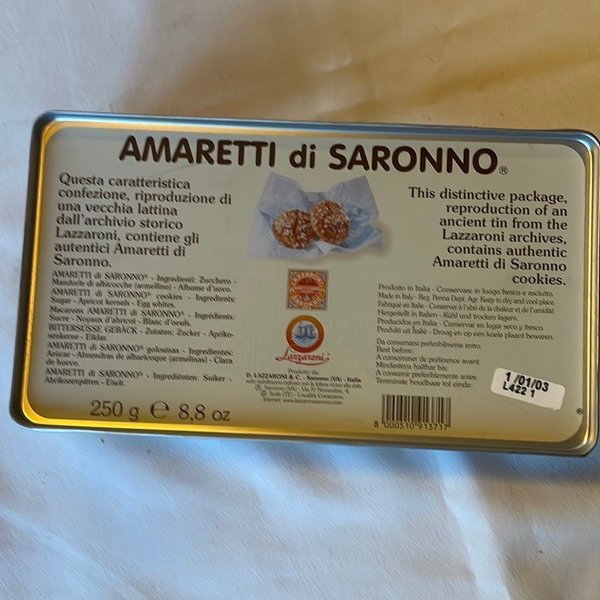 AMARETTI di SARONNO®
Questa caratteristica
confezione, riproduzione di
una vecchia lattina
dall'archivio storico
Lazzaroni, contiene gli
autentici Amaretti di
Saronno.
AMARETTI di SARONNO® - Ingredienti: Zucchero -
Mandorle di albicocche (armelline) - Albume d'uovo.
AMARETTI di SARONNO® cookies - Ingredients:
Sugar - Apricot kernels - Egg whites.
Macarons AMARETTI di SARONNO® - Ingrédients:
Sucre - Noyaux d'abricot - Blanc d'oeufs.
BITTERSÜSSE GEBÄCK - Zutaten: Zucker - Apriko-
senkerne - Eiklar.
AMARETTI di SARONNO® golosinas - Ingredientes:
Azúcar - Almendras de albaricoque (armelinas) - Clara
de huevo.
AMARETTI di SARONNO® - Ingrediënten: Suiker -
Abrikozenpitten - Eiwit.
250 g e 8,8 oz
Lazzaroni
Prodotto da
D. LAZZARONI & C. - Saronno (VA) - Italia
This distinctive package,
reproduction of an
ancient tin from the
Lazzaroni archives,
contains authentic
Amaretti di Saronno
cookies.
Prodotto in Italia - Conservare in luogo fresco e asciutto.
Made in Italy - Reg. Penna Dept. Agr. Keep in dry and cool place.
Fabriqué en Italie - Conserver à l'abri de la chaleur et de l'humidité
Hergestellt in Italien - Kühl und trocken lagern.
Producidos en Italia - Conservar en lugar seco y fresco.
Produkt uit Italië - Droog en op een koele plaats bewaren.
Da consumarsi preferibilmente entro:
Best before:
A consommer de préférence avant:
Mindestens haltbar bis:
A consumir preferentemente antes:
Tenminste houdbaar tot einde:
1 /01/03
L422 1
8 000510 913717